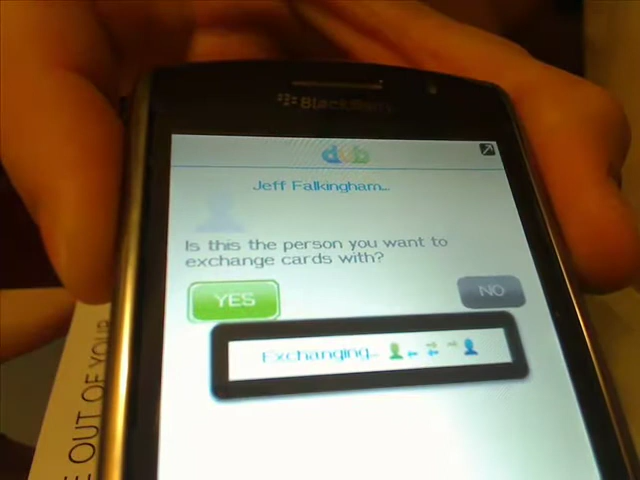 BlackBerry
dub
Jeff Falkingham...
Is this the person you want to
exchange cards with?
YES
NO
Exchanging...
E OUT OF YOUR